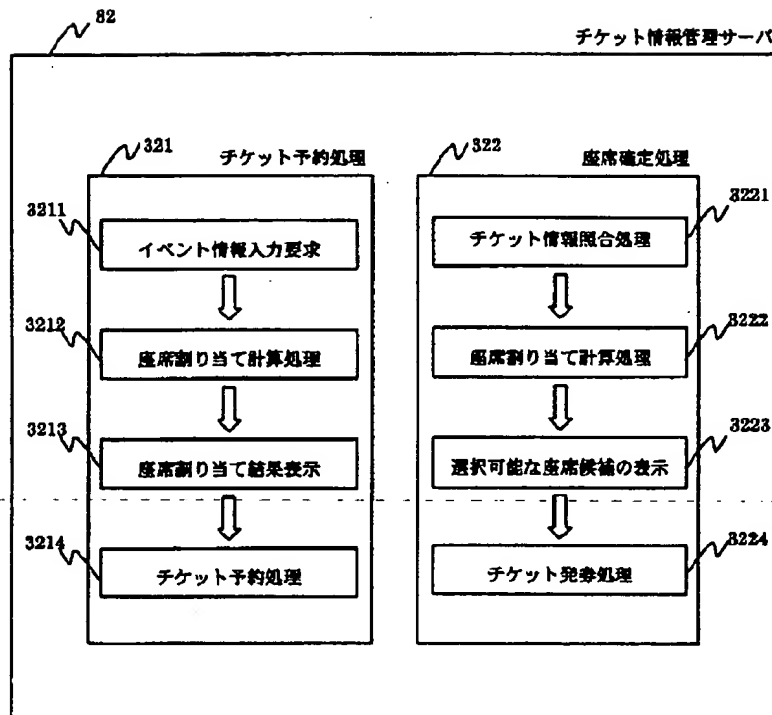 82
チケット情報管理サーバ
321 チケット予約処理
322 座席確定処理
3211 イベント情報入力要求
3212 座席割り当て計算処理
3213 座席割り当て結果表示
3214 チケット予約処理
3221 チケット情報照合処理
3222 座席割り当て計算処理
3223 選択可能な座席候補の表示
3224 チケット発券処理